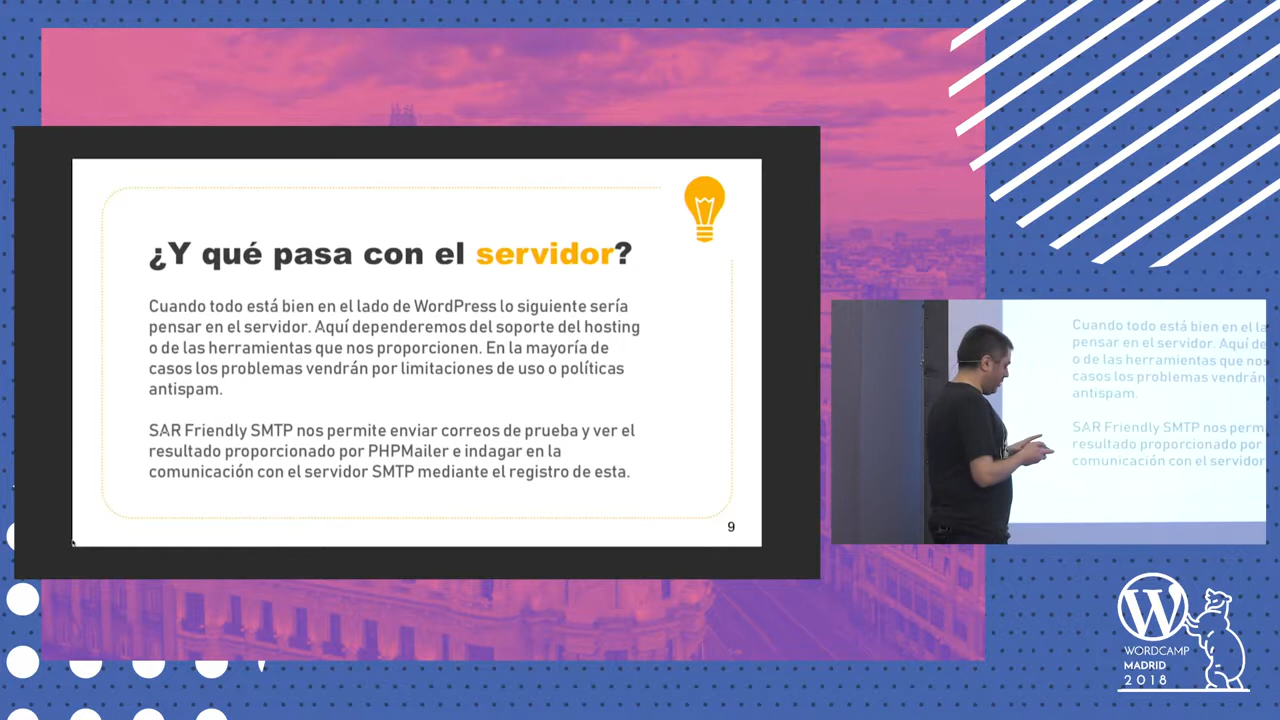 ¿Y qué pasa con el servidor?
Cuando todo está bien en el lado de WordPress lo siguiente sería
pensar en el servidor. Aquí dependeremos del soporte del hosting
o de las herramientas que nos proporcionen. En la mayoría de
casos los problemas vendrán por limitaciones de uso o políticas
antispam.
SAR Friendly SMTP nos permite enviar correos de prueba y ver el
resultado proporcionado por PHPMailer e indagar en la
comunicación con el servidor SMTP mediante el registro de esta.
9
Cuando todo está bien en el la
pensar en el servidor. Aquí de
o de las herramientas que nos
casos los problemas vendrán
antispam.
SAR Friendly SMTP nos perm
resultado proporcionado por
comunicación con el servidor
W
WORDCAMP
MADRID
2018